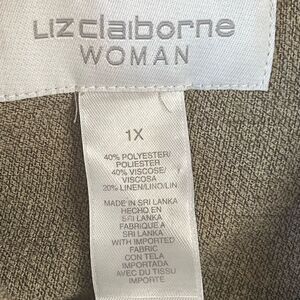 Liz claiborne
WOMAN
1X
40% POLYESTER/
POLIESTER
40% VISCOSE/
VISCOSA
20% LINEN/LINO/LIN
MADE IN SRI LANKA
HECHO EN
SRI LANKA
FABRIQUE A
SRI LANKA
WITH IMPORTED
FABRIC
CON TELA
IMPORTADA
AVEC DU TISSU
IMPORTE